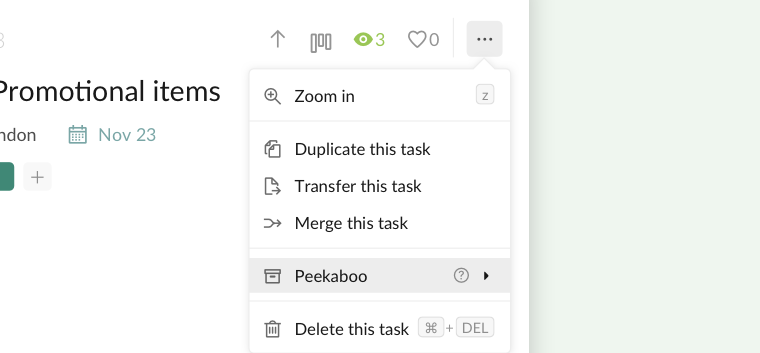 3 0
Promotional items
ndon Nov 23
Zoom in z
Duplicate this task
Transfer this task
Merge this task
Peekaboo ?
Delete this task ⌘ + DEL